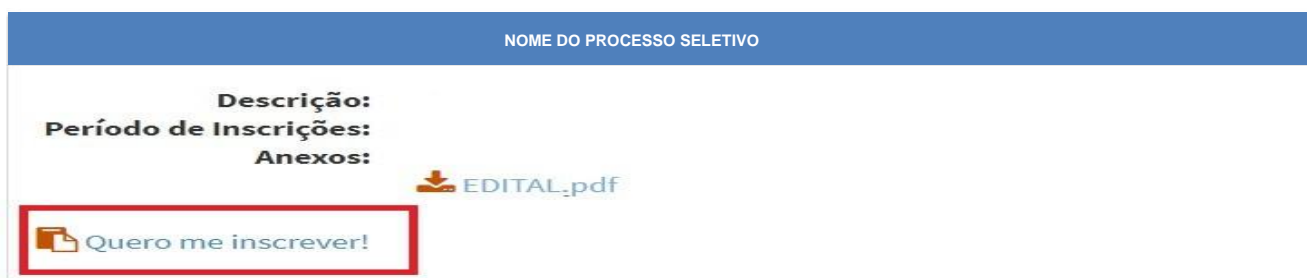 NOME DO PROCESSO SELETIVO
Descrição:
Período de Inscrições:
Anexos:
EDITAL.pdf
Quero me inscrever!